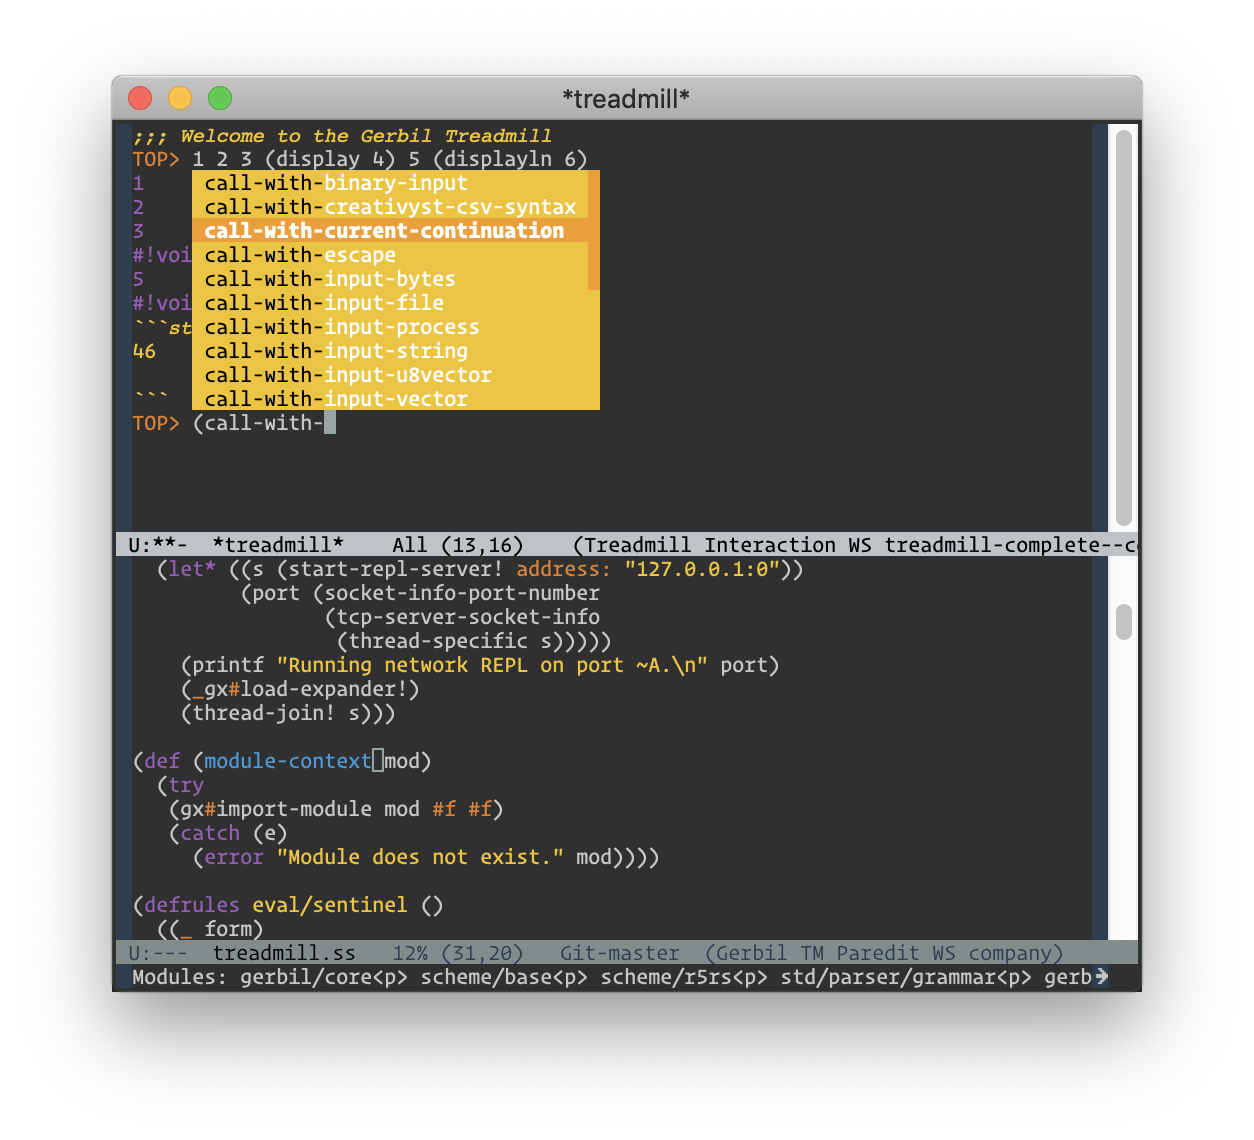 *treadmill*
;;; Welcome to the Gerbil Treadmill
TOP> 1 2 3 (display 4) 5 (displayln 6)
1 call-with-binary-input
2 call-with-creativyst-csv-syntax
3 call-with-current-continuation
#!voi call-with-escape
5 call-with-input-bytes
#!voi call-with-input-file
```st call-with-input-process
46 call-with-input-string
call-with-input-u8vector
``` call-with-input-vector
TOP> (call-with-
U:**-  *treadmill*    All (13,16)    (Treadmill Interaction WS treadmill-complete--c
(let* ((s (start-repl-server! address: "127.0.0.1:0"))
(port (socket-info-port-number
(tcp-server-socket-info
(thread-specific s)))))
(printf "Running network REPL on port ~A.\n" port)
(_gx#load-expander!)
(thread-join! s)))
(def (module-context mod)
(try
(gx#import-module mod #f #f)
(catch (e)
(error "Module does not exist." mod))))
(defrules eval/sentinel ()
((_ form)
U:---  treadmill.ss   12% (31,20)   Git-master  (Gerbil TM Paredit WS company)
Modules: gerbil/core<p> scheme/base<p> scheme/r5rs<p> std/parser/grammar<p> gerb